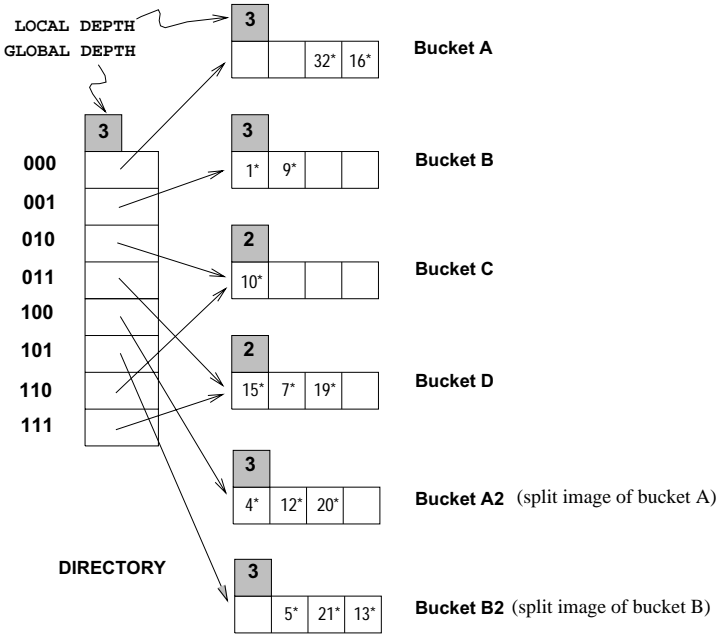 LOCAL DEPTH
GLOBAL DEPTH
3
32* 16*
Bucket A
3
000
001
010
011
100
101
110
111
DIRECTORY
3
1* 9*
Bucket B
2
10*
Bucket C
2
15* 7* 19*
Bucket D
3
4* 12* 20*
Bucket A2 (split image of bucket A)
3
5* 21* 13*
Bucket B2 (split image of bucket B)